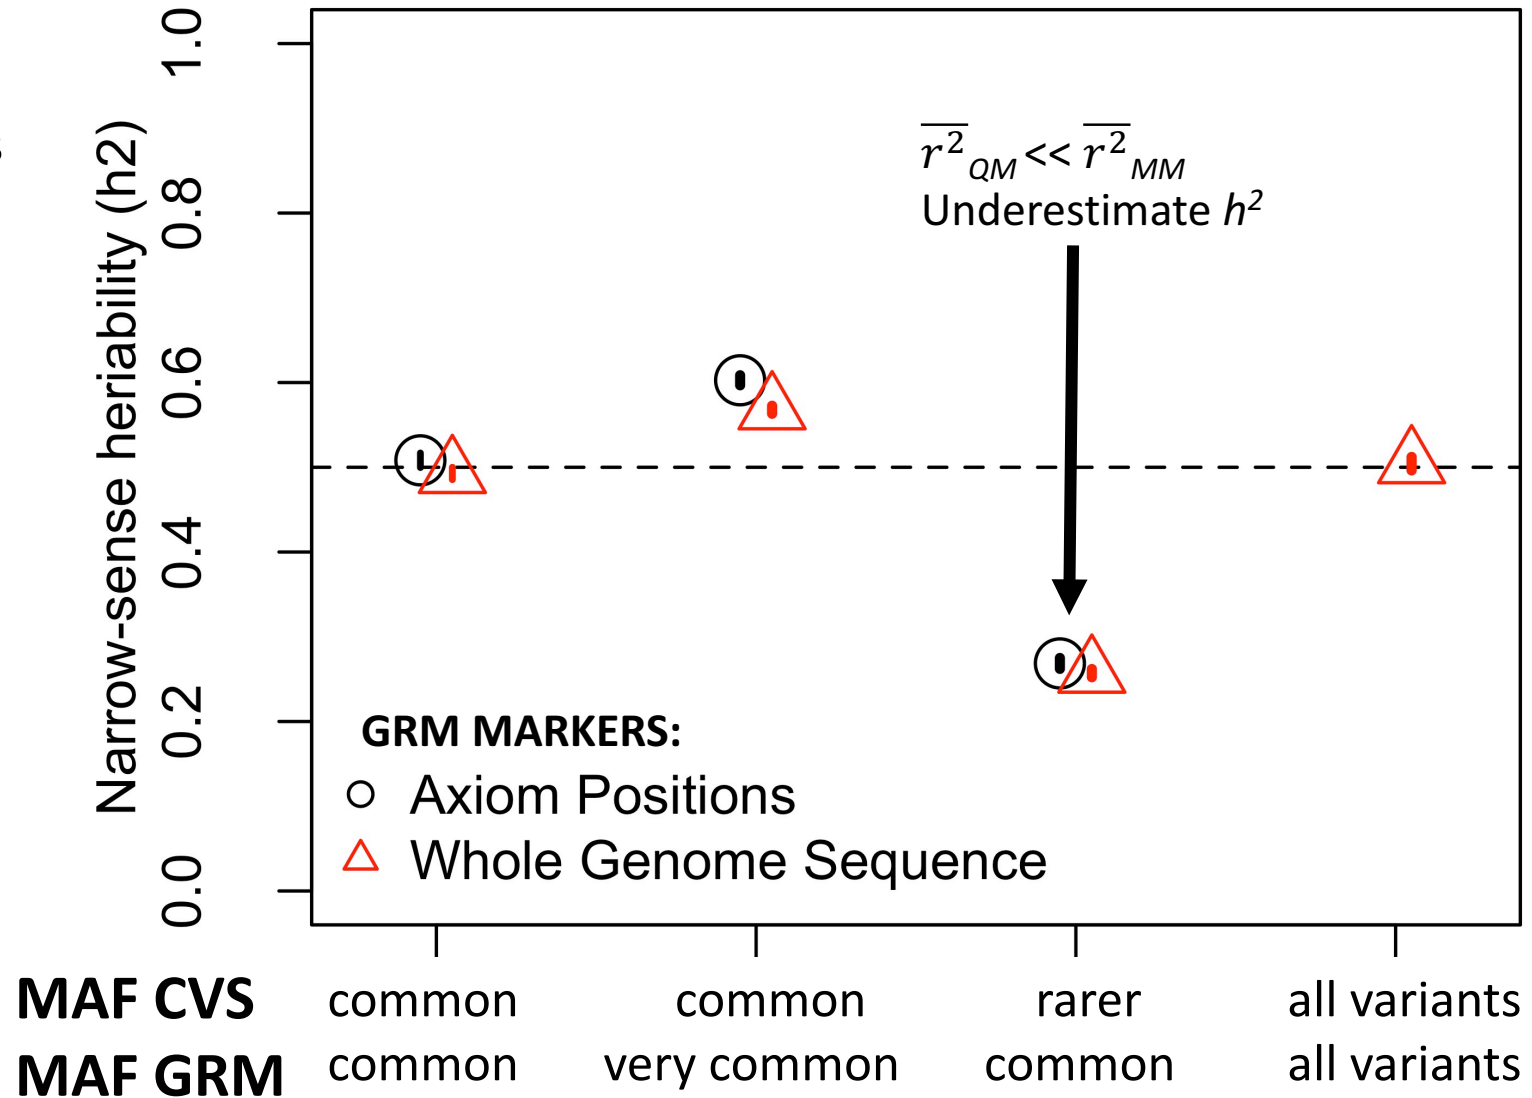 Narrow-sense heriability (h2)
1.0
0.8
0.6
0.4
0.2
0.0
r²QM << r²MM
Underestimate h²
GRM MARKERS:
Axiom Positions
Whole Genome Sequence
MAF CVS common common rarer all variants
MAF GRM common very common common all variants